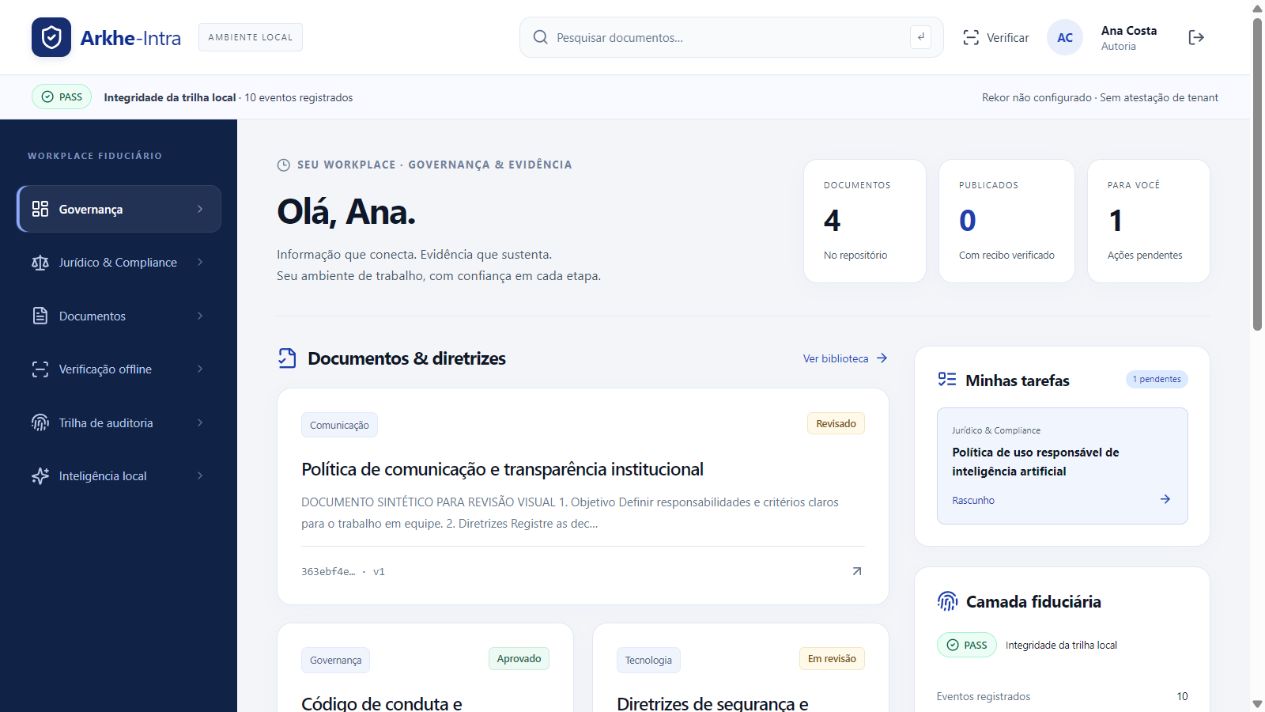 Arkhe-Intra
AMBIENTE LOCAL
Pesquisar documentos...
↵
Verificar
AC
Ana Costa
Autoria
PASS
Integridade da trilha local · 10 eventos registrados
Rekor não configurado · Sem atestação de tenant
WORKPLACE FIDUCIÁRIO
Governança
Jurídico & Compliance
Documentos
Verificação offline
Trilha de auditoria
Inteligência local
SEU WORKPLACE · GOVERNANÇA & EVIDÊNCIA
Olá, Ana.
Informação que conecta. Evidência que sustenta.
Seu ambiente de trabalho, com confiança em cada etapa.
DOCUMENTOS
4
No repositório
PUBLICADOS
0
Com recibo verificado
PARA VOCÊ
1
Ações pendentes
Documentos & diretrizes
Ver biblioteca →
Comunicação
Revisado
Política de comunicação e transparência institucional
DOCUMENTO SINTÉTICO PARA REVISÃO VISUAL 1. Objetivo Definir responsabilidades e critérios claros
para o trabalho em equipe. 2. Diretrizes Registre as dec...
363ebf4e… · v1
Governança
Aprovado
Código de conduta e
Tecnologia
Em revisão
Diretrizes de segurança e
Minhas tarefas
1 pendentes
Jurídico & Compliance
Política de uso responsável de
inteligência artificial
Rascunho
Camada fiduciária
PASS
Integridade da trilha local
Eventos registrados
10